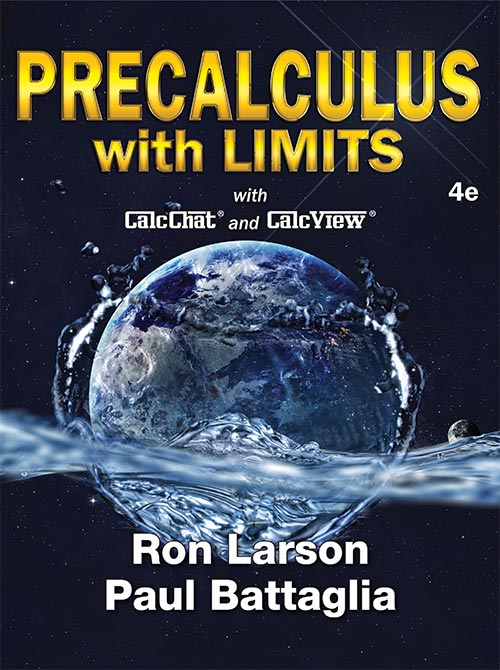 PRECALCULUS
with LIMITS
with
4e
CalcChat® and CalcView®
Ron Larson
Paul Battaglia